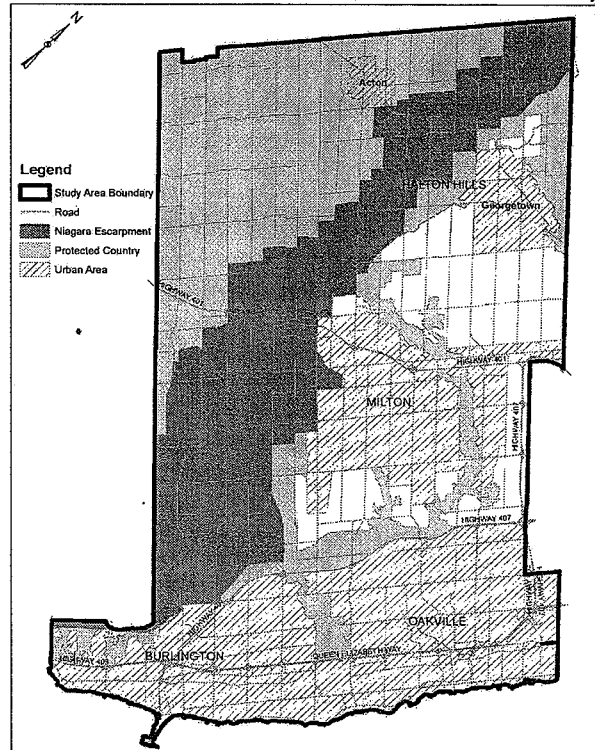 N
Acton
HALTON HILLS
Georgetown
Legend
Study Area Boundary
Road
Niagara Escarpment
Protected Country
Urban Area
HIGHWAY 401
HIGHWAY 401
MILTON
HIGHWAY 407
HIGHWAY 407
OAKVILLE
HIGHWAY
BURLINGTON
QUEEN ELIZABETH WAY
HIGHWAY 403